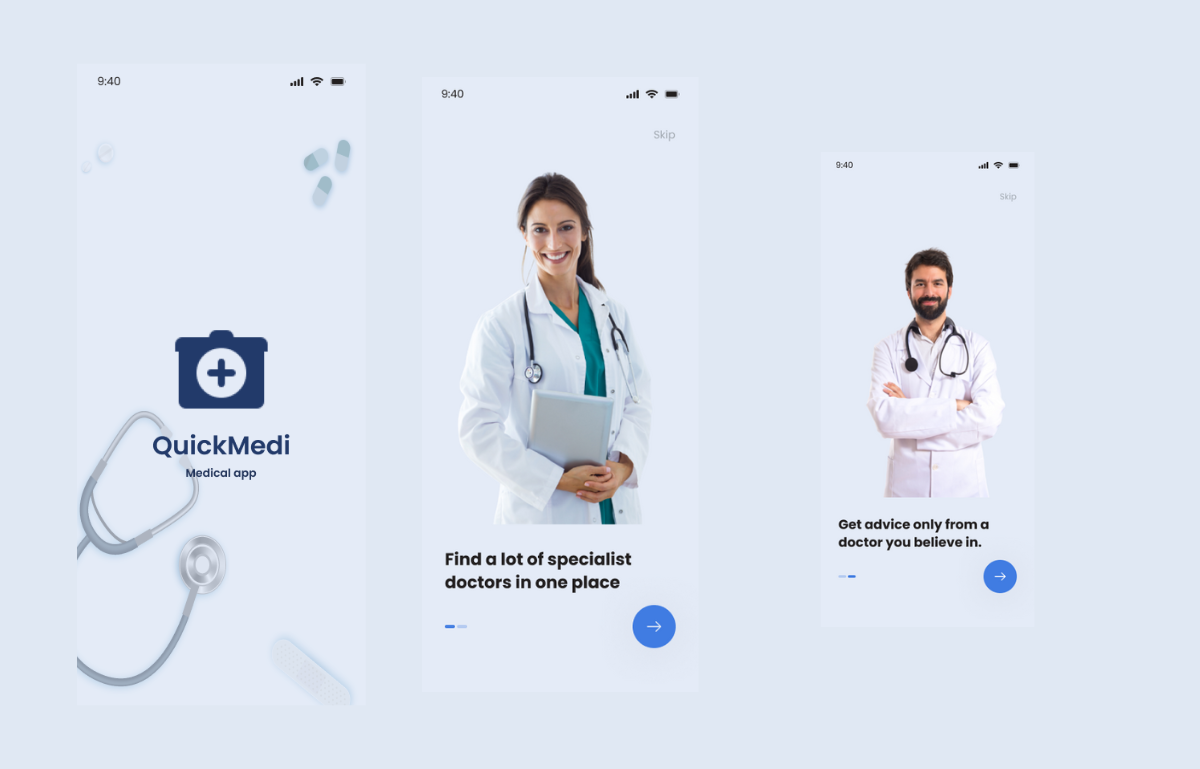 9:40
QuickMedi
Medical app
9:40
Skip
Find a lot of specialist
doctors in one place
9:40
Skip
Get advice only from a
doctor you believe in.